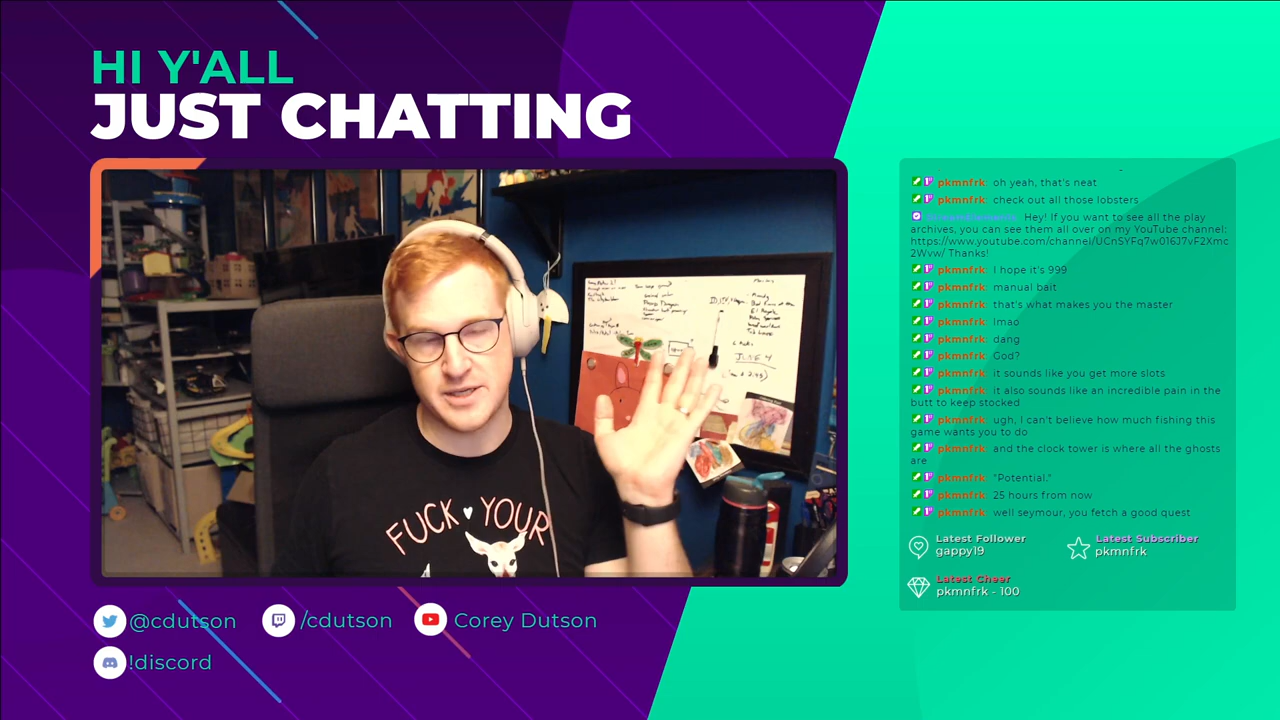 HI Y'ALL
JUST CHATTING
FUCK YOUR
JUNE 4
pkmnfrk: oh yeah, that's neat
pkmnfrk: check out all those lobsters
Hey! If you want to see all the play
archives, you can see them all over on my YouTube channel:
https://www.youtube.com/channel/UCnSYFq7w016J7vF2Xmc
2Wvw/ Thanks!
pkmnfrk: I hope it's 999
pkmnfrk: manual bait
pkmnfrk: that's what makes you the master
pkmnfrk: lmao
pkmnfrk: dang
pkmnfrk: God?
pkmnfrk: it sounds like you get more slots
pkmnfrk: it also sounds like an incredible pain in the
butt to keep stocked
pkmnfrk: ugh, I can't believe how much fishing this
game wants you to do
pkmnfrk: and the clock tower is where all the ghosts
are
pkmnfrk: "Potential."
pkmnfrk: 25 hours from now
pkmnfrk: well seymour, you fetch a good quest
Latest Follower
gappy19
Latest Subscriber
pkmnfrk
Latest Cheer
pkmnfrk - 100
@cdutson
/cdutson
Corey Dutson
!discord